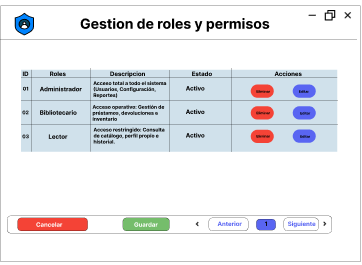 Gestion de roles y permisos
ID Roles Descripcion Estado Acciones
01 Administrador Acceso total a todo el sistema (Usuarios, Configuración, Reportes) Activo Eliminar Editar
02 Bibliotecario Acceso operativo: Gestión de préstamos, devoluciones e inventario Activo Eliminar Editar
03 Lector Acceso restringido: Consulta de catálogo, perfil propio e historial. Activo Eliminar Editar
Cancelar Guardar < Anterior 1 Siguiente >